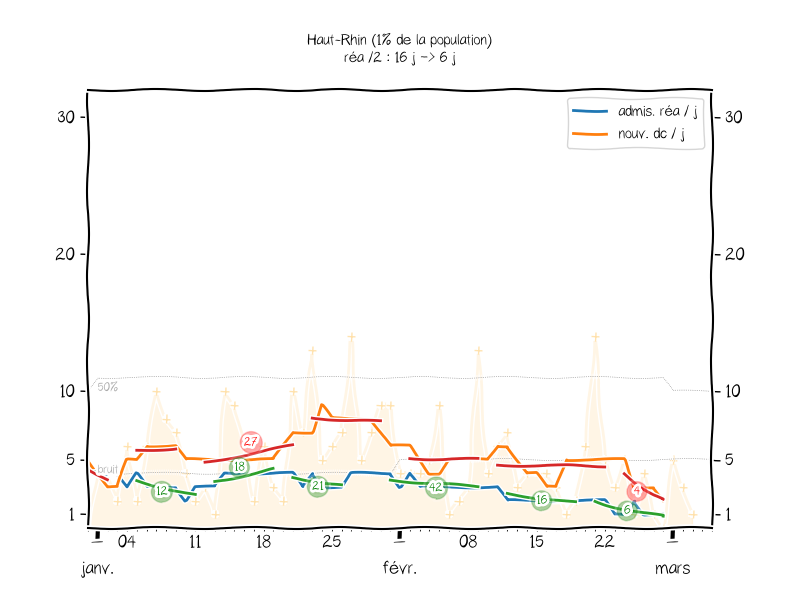 Haut-Rhin (1% de la population)
réa /2 : 16 j -> 6 j
admis. réa / j
nouv. dc / j
30
30
20
20
10
10
50%
5
5
bruit
1
1
27
18
12
21
42
16
4
6
04 11 18 25 08 15 22
janv. févr. mars